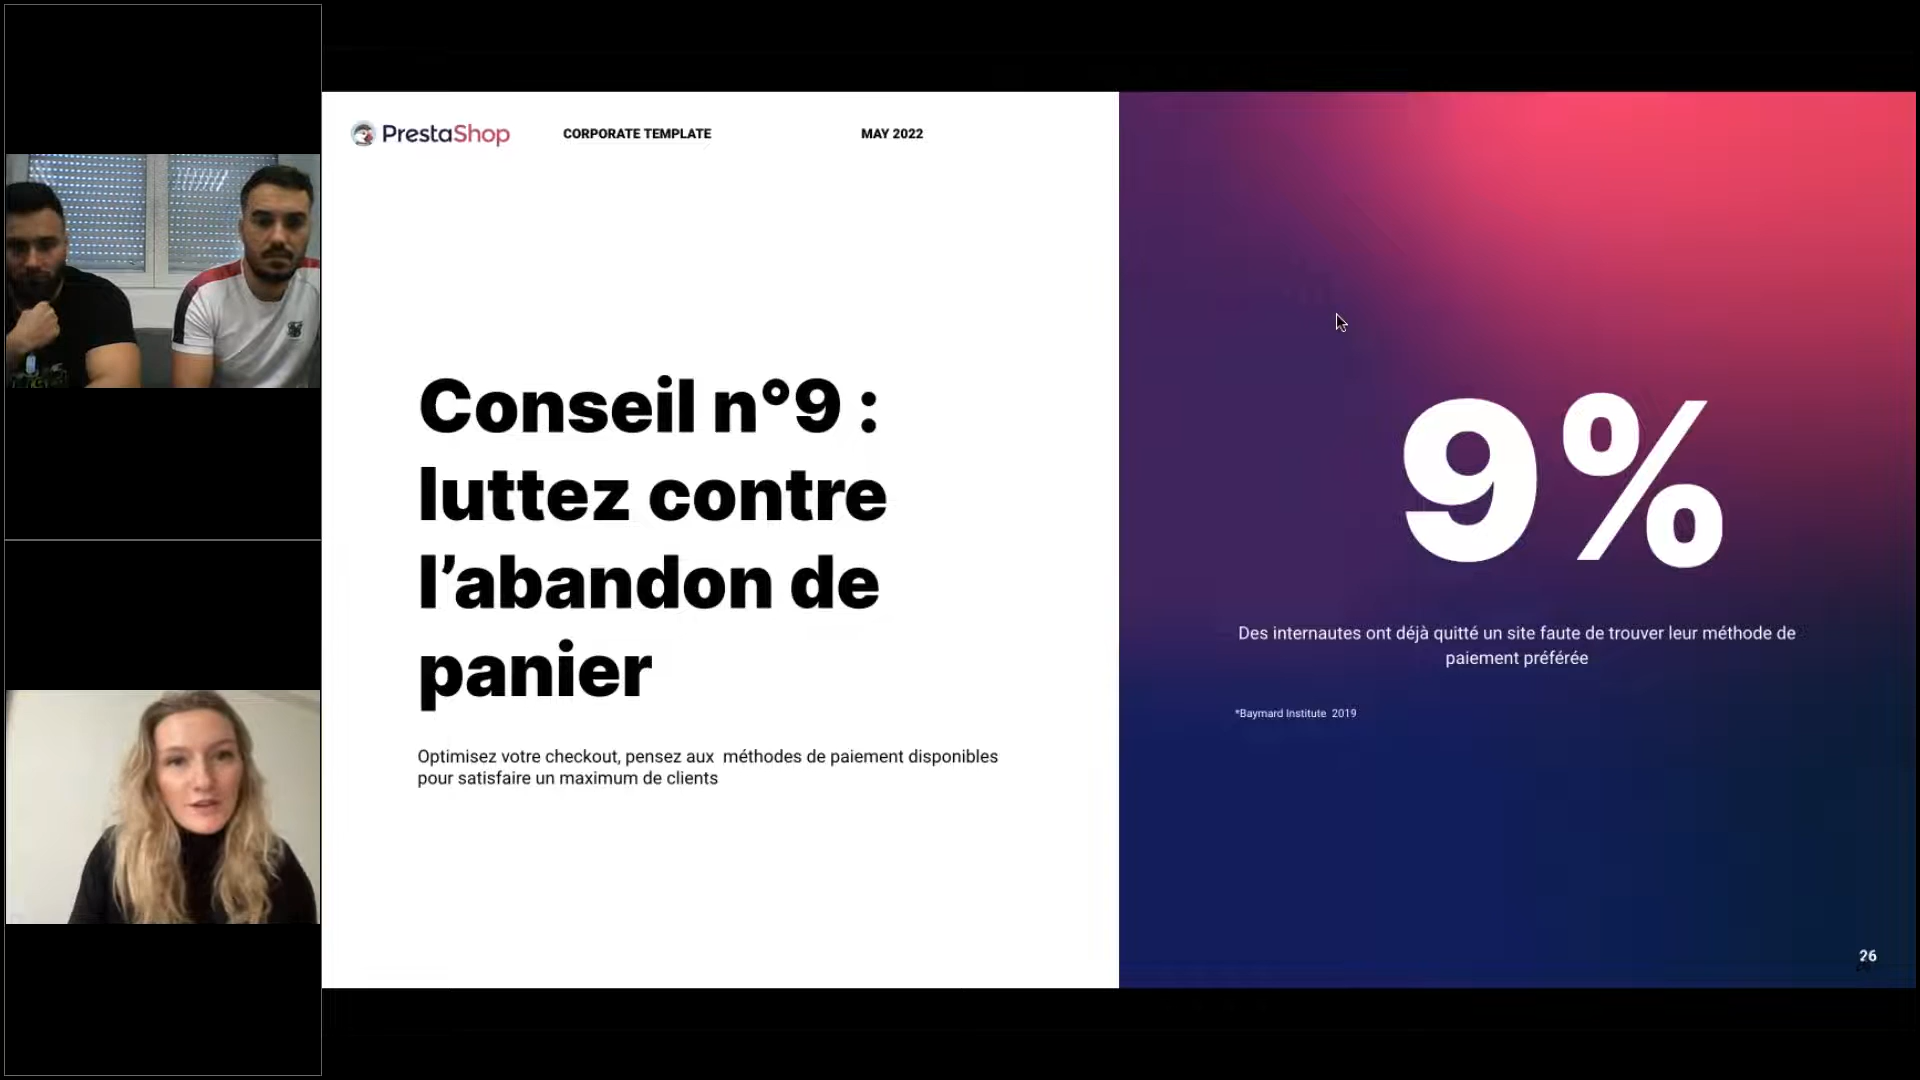 PrestaShop
CORPORATE TEMPLATE
MAY 2022
Conseil n°9 :
luttez contre
l’abandon de
panier
Optimisez votre checkout, pensez aux  méthodes de paiement disponibles
pour satisfaire un maximum de clients
9%
Des internautes ont déjà quitté un site faute de trouver leur méthode de
paiement préférée
*Baymard Institute  2019
26